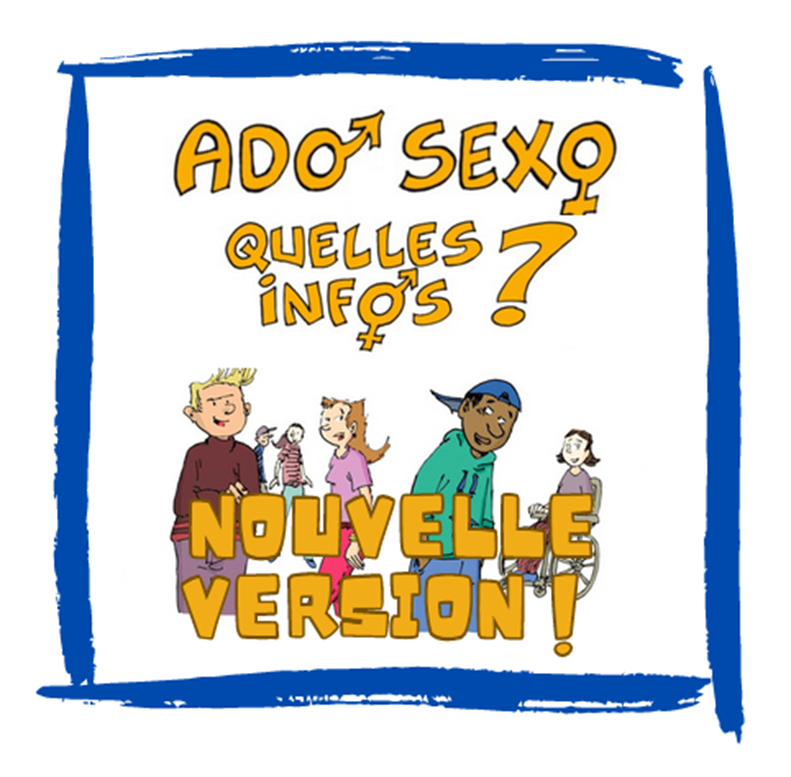 ADO SEXO
QUELLES
iNFOS ?
NOUVELLE
VERSION !